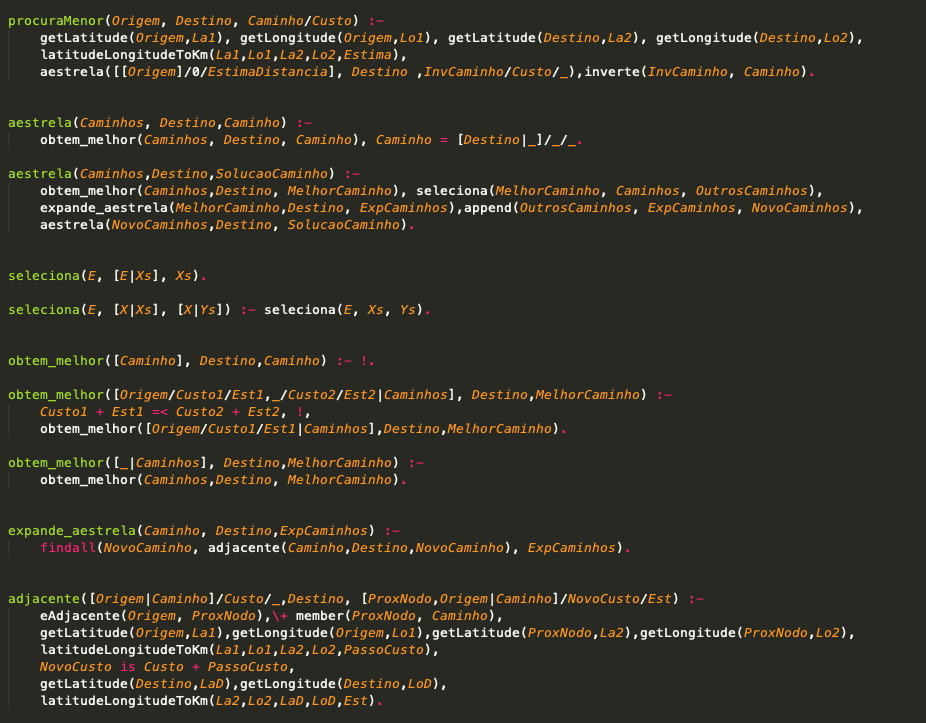 procuraMenor(Origem, Destino, Caminho/Custo) :-
    getLatitude(Origem,La1), getLongitude(Origem,Lo1), getLatitude(Destino,La2), getLongitude(Destino,Lo2),
    latitudeLongitudeToKm(La1,Lo1,La2,Lo2,Estima),
    aestrela([[Origem]/0/EstimaDistancia], Destino ,InvCaminho/Custo/_),inverte(InvCaminho, Caminho).
aestrela(Caminhos, Destino,Caminho) :-
    obtem_melhor(Caminhos, Destino, Caminho), Caminho = [Destino|_]/_/_.
aestrela(Caminhos,Destino,SolucaoCaminho) :-
    obtem_melhor(Caminhos,Destino, MelhorCaminho), seleciona(MelhorCaminho, Caminhos, OutrosCaminhos),
    expande_aestrela(MelhorCaminho,Destino, ExpCaminhos),append(OutrosCaminhos, ExpCaminhos, NovoCaminhos),
    aestrela(NovoCaminhos,Destino, SolucaoCaminho).
seleciona(E, [E|Xs], Xs).
seleciona(E, [X|Xs], [X|Ys]) :- seleciona(E, Xs, Ys).
obtem_melhor([Caminho], Destino,Caminho) :- !.
obtem_melhor([Origem/Custo1/Est1,_/Custo2/Est2|Caminhos], Destino,MelhorCaminho) :-
    Custo1 + Est1 =< Custo2 + Est2, !,
    obtem_melhor([Origem/Custo1/Est1|Caminhos],Destino,MelhorCaminho).
obtem_melhor([_|Caminhos], Destino,MelhorCaminho) :-
    obtem_melhor(Caminhos,Destino, MelhorCaminho).
expande_aestrela(Caminho, Destino,ExpCaminhos) :-
    findall(NovoCaminho, adjacente(Caminho,Destino,NovoCaminho), ExpCaminhos).
adjacente([Origem|Caminho]/Custo/_,Destino, [ProxNodo,Origem|Caminho]/NovoCusto/Est) :-
    eAdjacente(Origem, ProxNodo),\+ member(ProxNodo, Caminho),
    getLatitude(Origem,La1),getLongitude(Origem,Lo1),getLatitude(ProxNodo,La2),getLongitude(ProxNodo,Lo2),
    latitudeLongitudeToKm(La1,Lo1,La2,Lo2,PassoCusto),
    NovoCusto is Custo + PassoCusto,
    getLatitude(Destino,LaD),getLongitude(Destino,LoD),
    latitudeLongitudeToKm(La2,Lo2,LaD,LoD,Est).